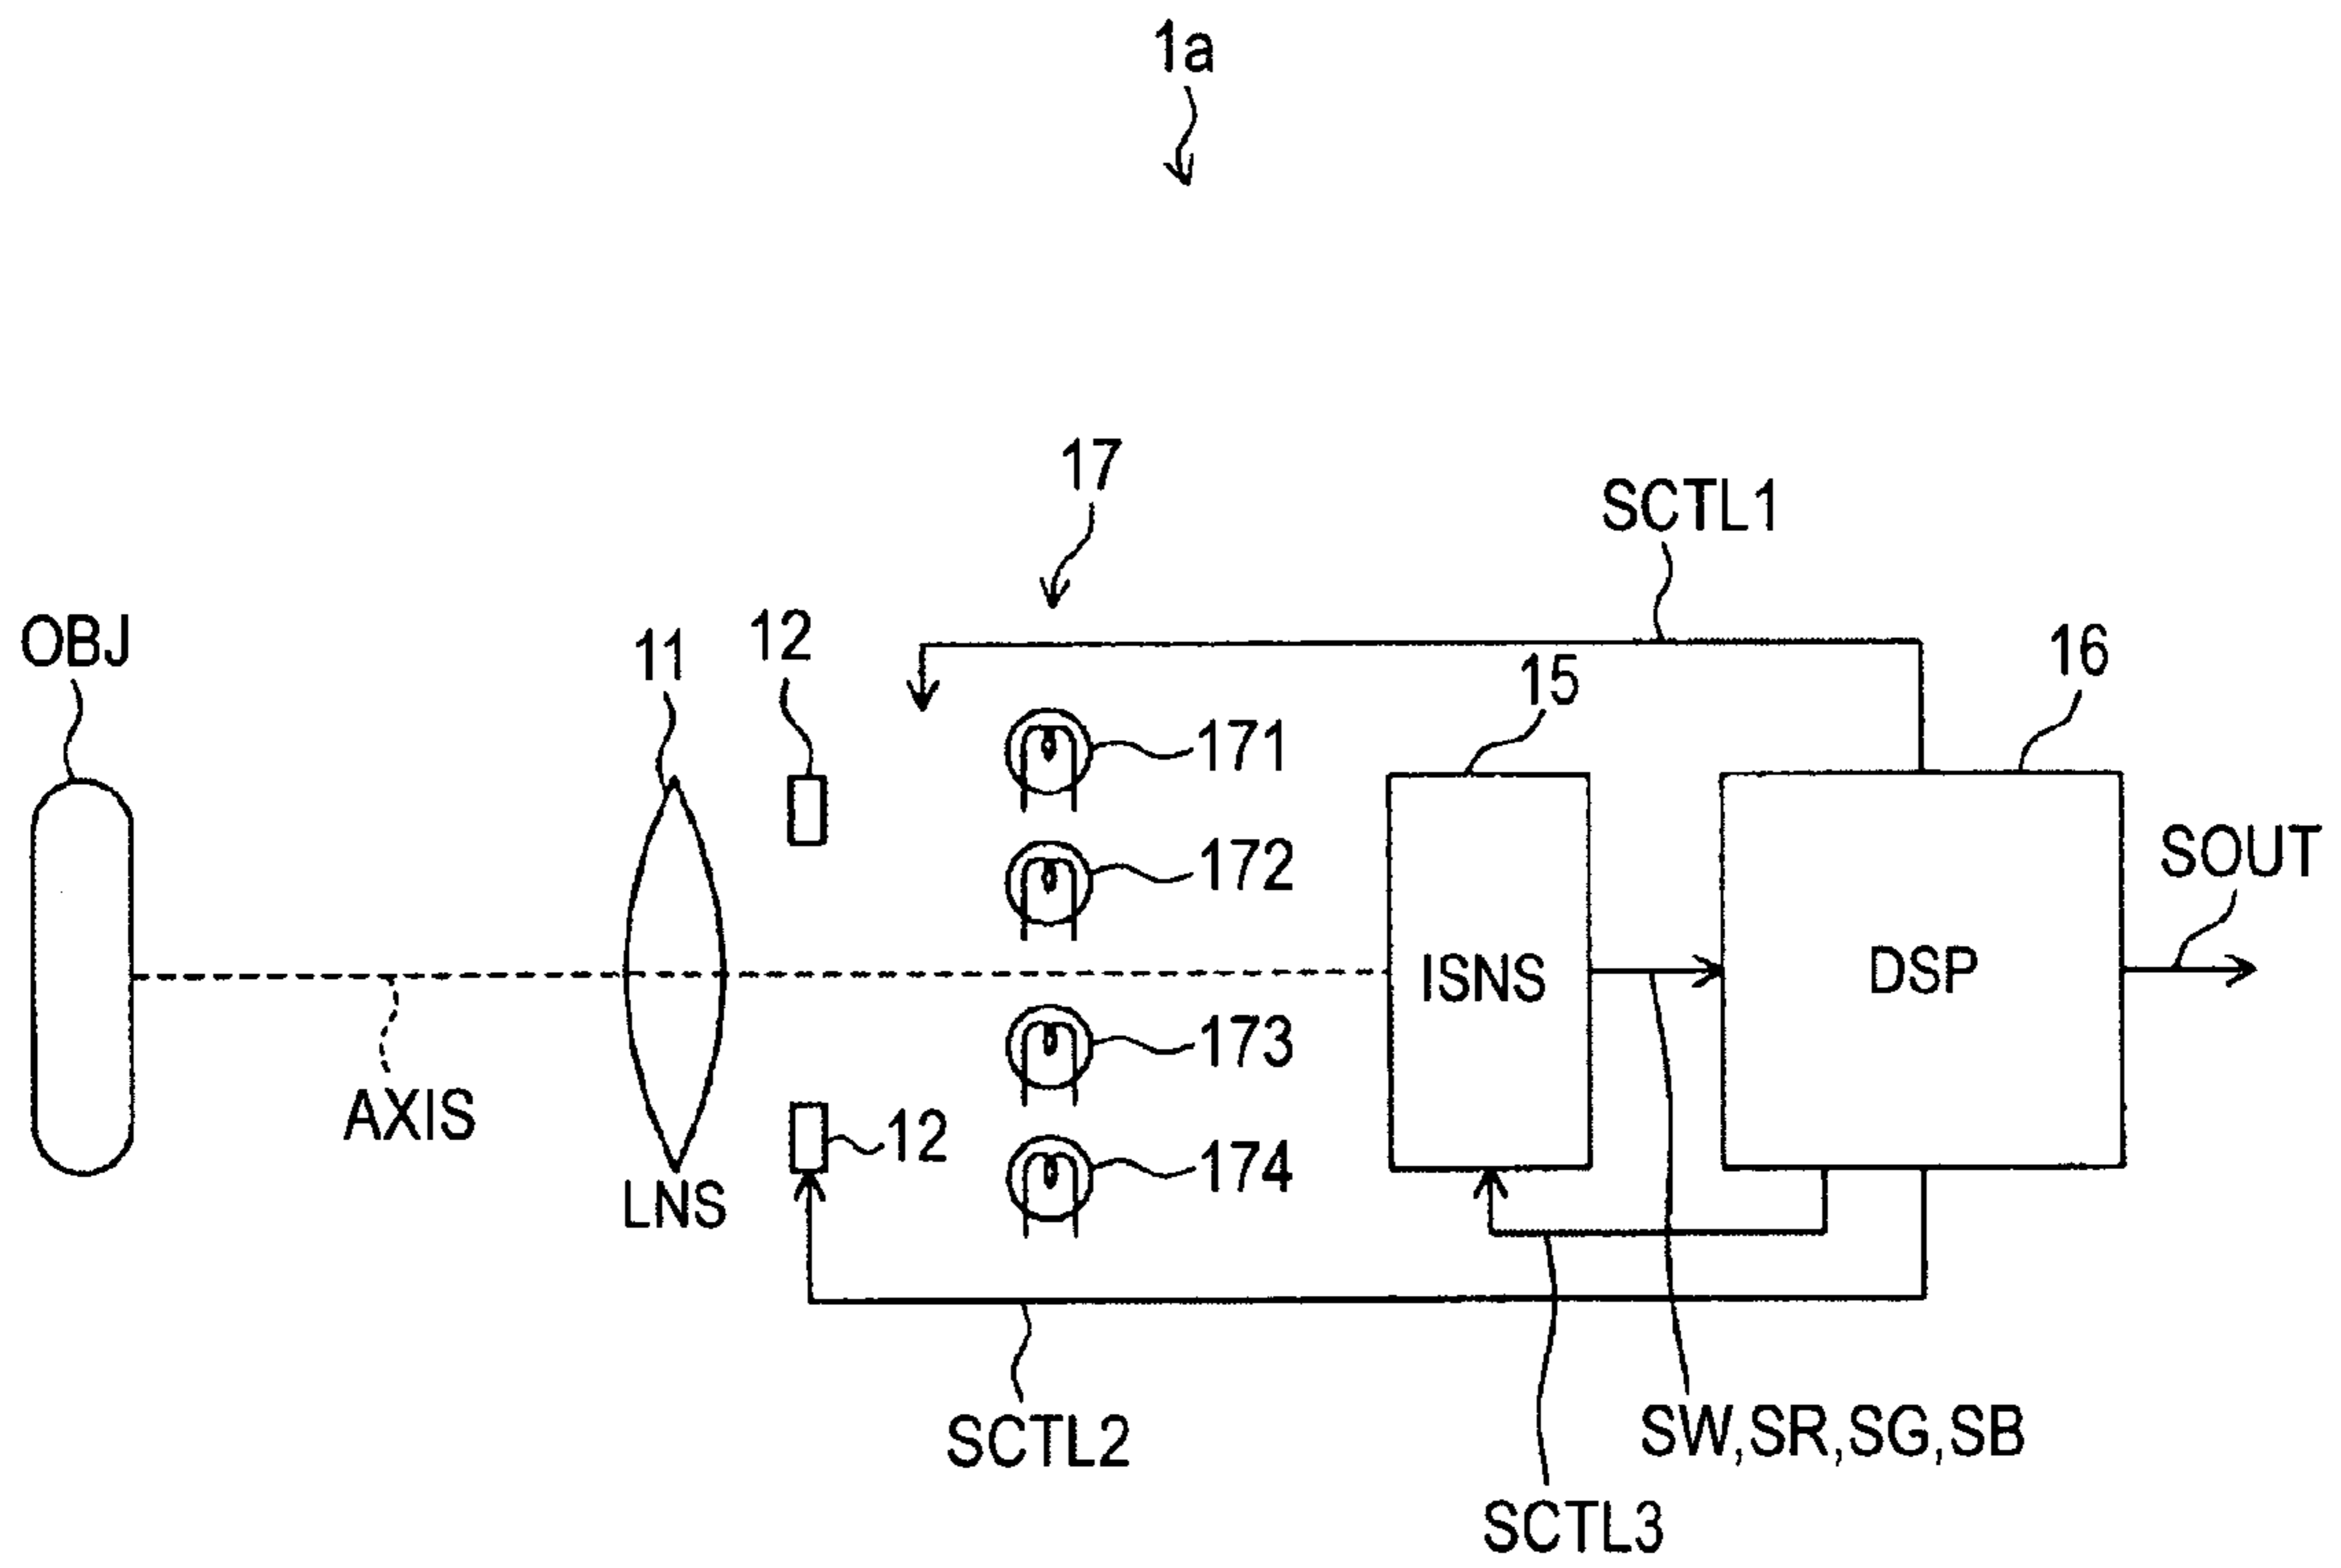 1a
17
SCTL1
OBJ
11
12
15
16
171
172
SOUT
ISNS
DSP
173
AXIS
12
174
LNS
SCTL2
SW,SR,SG,SB
SCTL3